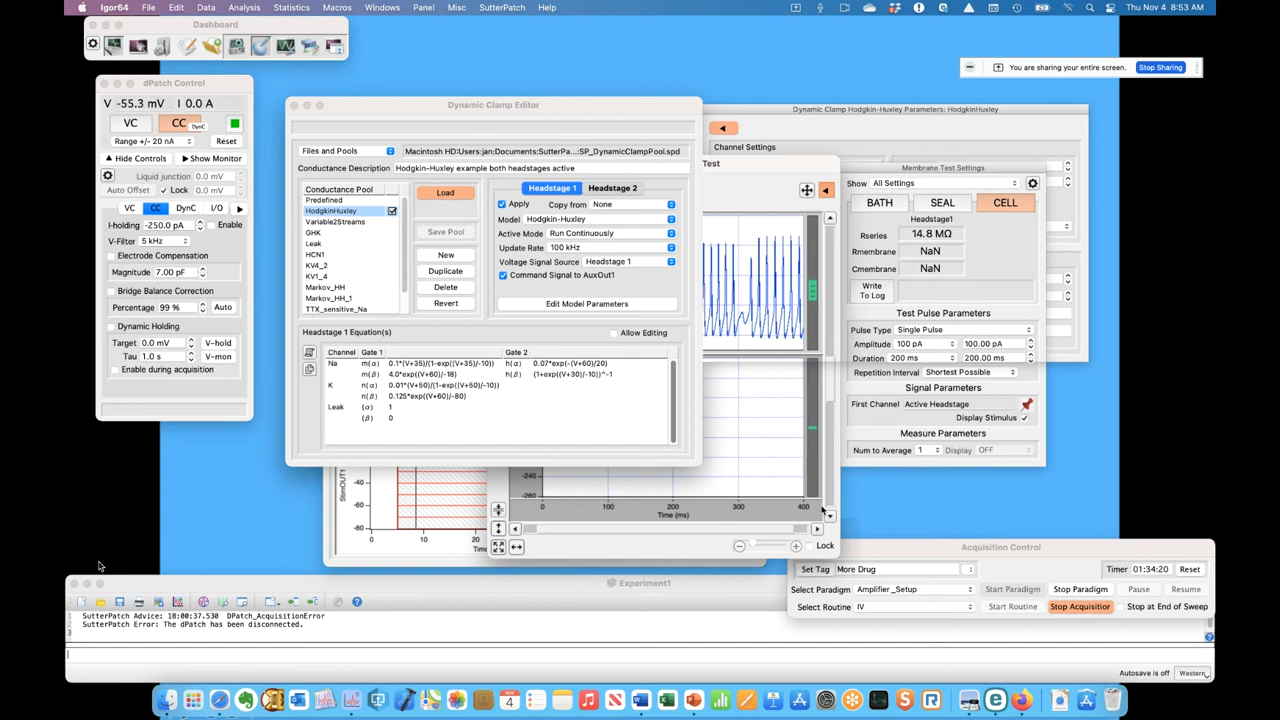 Igor64 File Edit Data Analysis Statistics Macros Windows Panel Misc SutterPatch Help Thu Nov 4 8:53 AM
Dashboard
You are sharying your entire screen. Stop Sharing
dPatch Control
V -55.3 mV I 0.0 A
VC CC DynC
Range +/- 20 nA Reset
Hide Controls Show Monitor
Liquid junction 0.0 mV
Auto Offset Lock 0.0 mV
VC CC DynC I/O
I-holding -250.0 pA Enable
V-Filter 5 kHz
Electrode Compensation
Magnitude 7.00 pF
Bridge Balance Correction
Percentage 99 % Auto
Dynamic Holding
Target 0.0 mV V-hold
Tau 1.0 s V-mon
Enable during acquisition
Dynamic Clamp Editor
Files and Pools Macintosh HD:Users:jan:Documents:SutterPa...:SP_DynamicClampPool.spd
Conductance Description Hodgkin-Huxley example both headstages active
Conductance Pool
Predefined
HodgkinHuxley
Variable2Streams
GHK
Leak
HCN1
KV4_2
KV1_4
Markov_HH
Markov_HH_1
TTX_sensitive_Na
Load
Save Pool
New
Duplicate
Delete
Revert
Headstage 1 Headstage 2
Apply Copy from None
Model Hodgkin-Huxley
Active Mode Run Continuously
Update Rate 100 kHz
Voltage Signal Source Headstage 1
Command Signal to AuxOut1
Edit Model Parameters
Headstage 1 Equation(s) Allow Editing
Channel Gate 1 Gate 2
Na m(α) 0.1*(V+35)/(1-exp((V+35)/-10)) h(α) 0.07*exp(-(V+60)/20)
m(β) 4.0*exp((V+60)/-18) h(β) (1+exp((V+30)/-10))^-1
K n(α) 0.01*(V+50)/(1-exp((V+50)/-10))
n(β) 0.125*exp((V+60)/-80)
Leak (α) 1
(β) 0
Dynamic Clamp Hodgkin-Huxley Parameters: HodgkinHuxley
Channel Settings
Test
Membrane Test Settings
Show All Settings
BATH SEAL CELL
Headstage1
Rseries 14.8 MΩ
Rmembrane NaN
Cmembrane NaN
Write To Log
Test Pulse Parameters
Pulse Type Single Pulse
Amplitude 100 pA 100.00 pA
Duration 200 ms 200.00 ms
Repetition Interval Shortest Possible
Signal Parameters
First Channel Active Headstage
Display Stimulus
Measure Parameters
Num to Average 1 Display OFF
-240
-260
0 100 200 300 400
Time (ms)
Lock
StimOUT1
-40
-60
-80
0 10 20
Time
Acquisition Control
Set Tag More Drug Timer 01:34:20 Reset
Select Paradigm Amplifier_Setup Start Paradigm Stop Paradigm Pause Resume
Select Routine IV Start Routine Stop Acquisition Stop at End of Sweep
Experiment1
1 SutterPatch Advice: 18:00:37.530 DPatch_AcquisitionError
2 SutterPatch Error: The dPatch has been disconnected.
3
Autosave is off Western